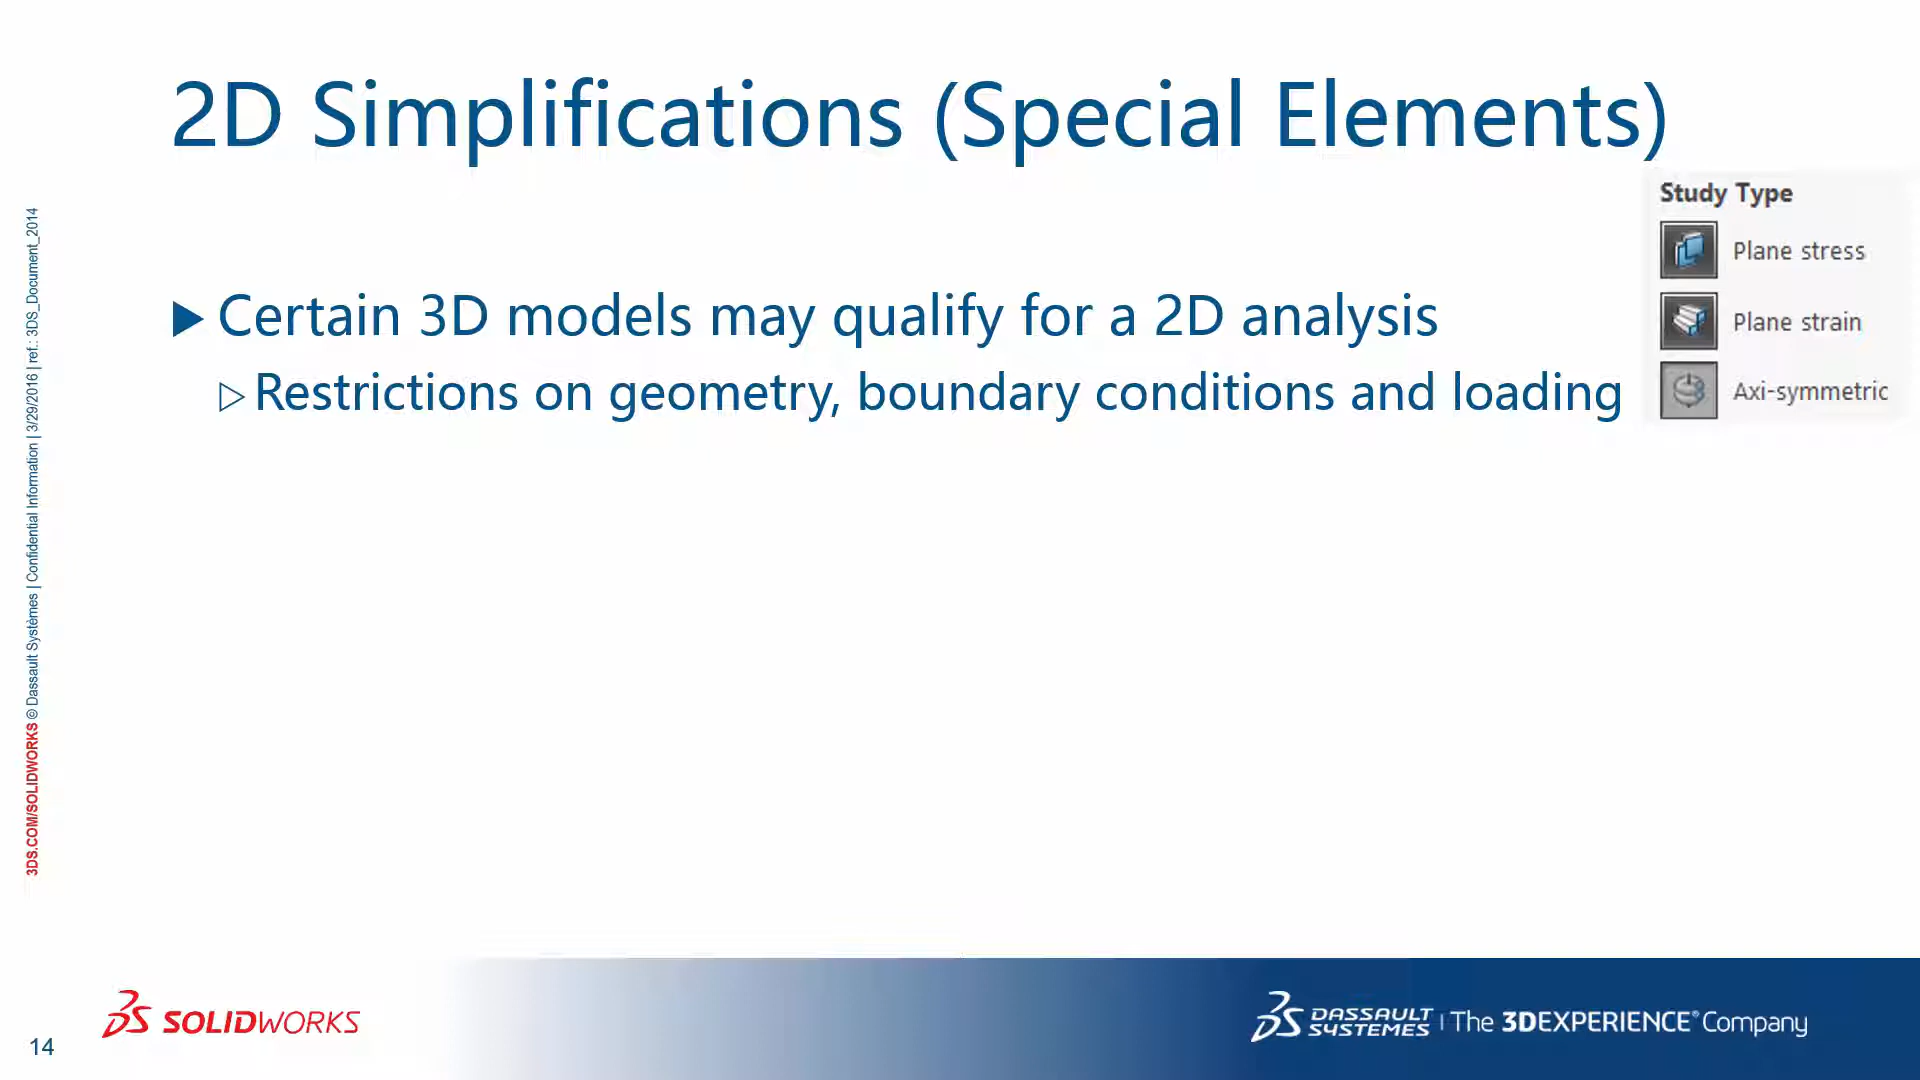 2D Simplifications (Special Elements)
Study Type
Plane stress
Plane strain
Axi-symmetric
▶ Certain 3D models may qualify for a 2D analysis
▷ Restrictions on geometry, boundary conditions and loading
3DS.COM/SOLIDWORKS © Dassault Systèmes | Confidential Information | 3/29/2016 | ref.: 3DS_Document_2014
SOLIDWORKS
DASSAULT SYSTEMES | The 3DEXPERIENCE® Company
14